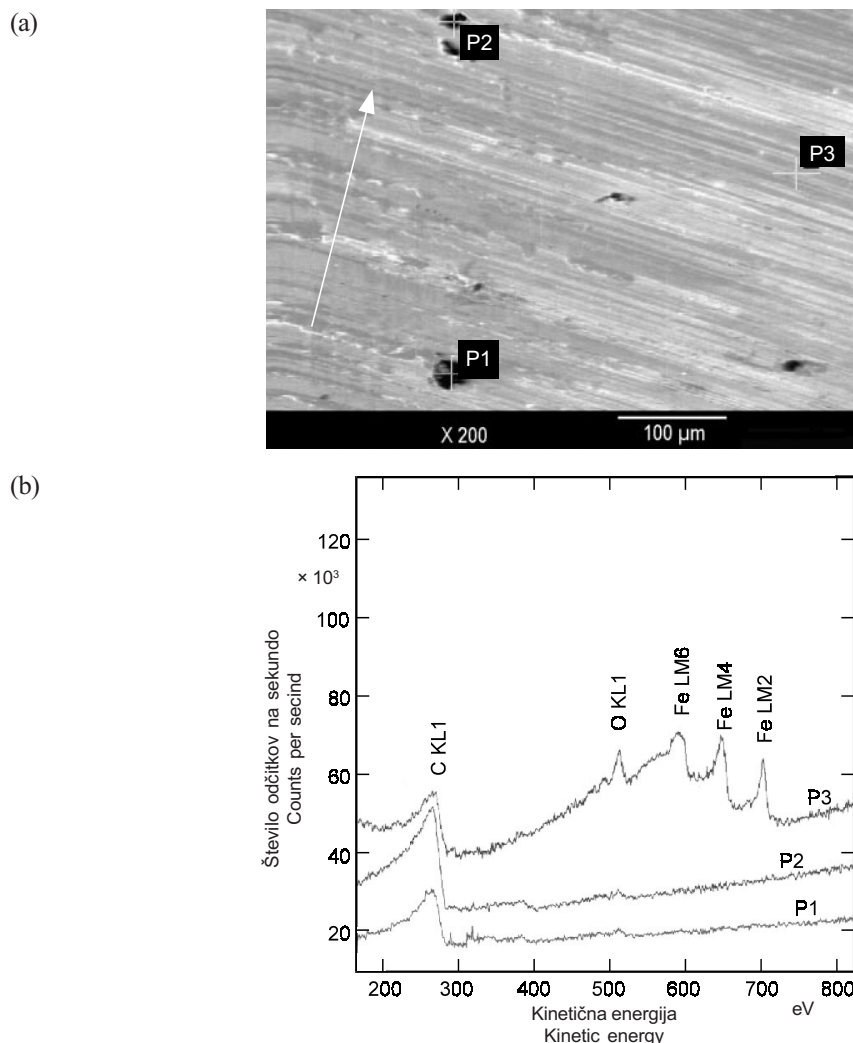 (a)
P2
P3
P1
X 200
100 µm
(b)
120
× 10³
100
80
60
40
20
Število odčitkov na sekundo
Counts per secind
C KL1
O KL1
Fe LM6
Fe LM4
Fe LM2
P3
P2
P1
200 300 400 500 600 700 800
eV
Kinetična energija
Kinetic energy